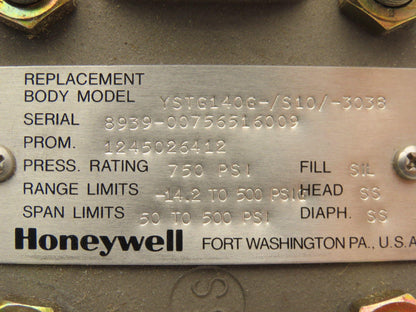 REPLACEMENT
BODY MODEL YSTG140G-/S10/-3038
SERIAL 8939-00756516009
PROM. 1245026412
PRESS. RATING 750 PSI FILL SIL
RANGE LIMITS -14.2 TO 500 PSIG HEAD SS
SPAN LIMITS 50 TO 500 PSI DIAPH. SS
Honeywell FORT WASHINGTON PA., U.S.A